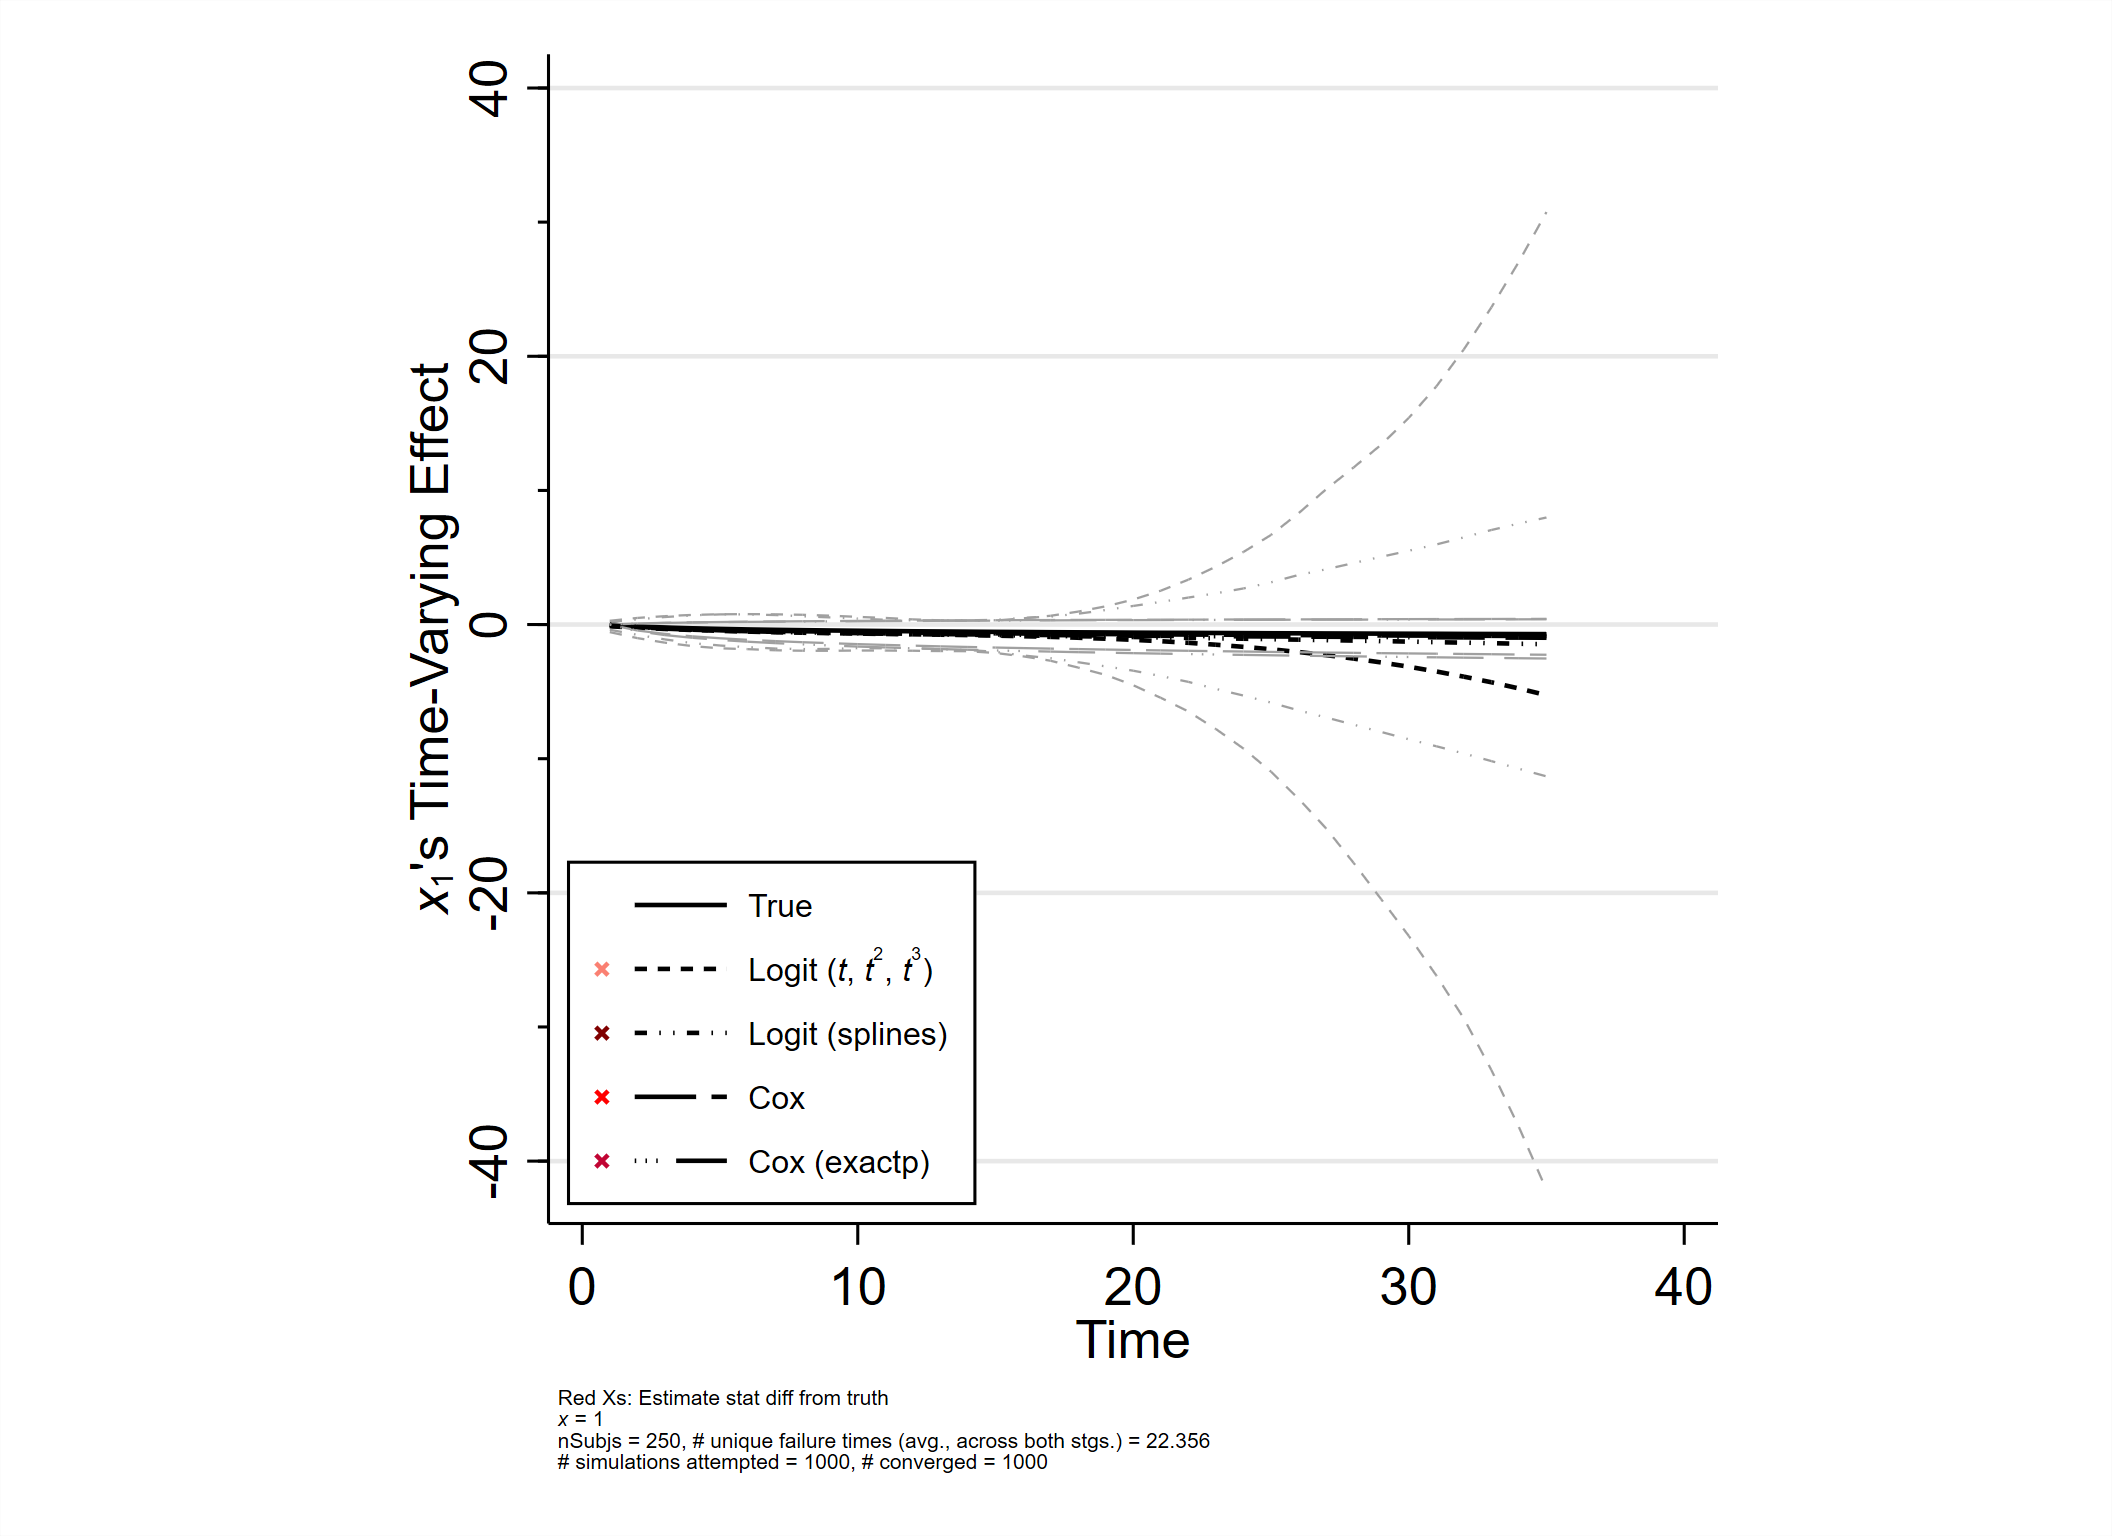 40
20
0
-20
-40
x₁'s Time-Varying Effect
True
Logit (t, t², t³)
Logit (splines)
Cox
Cox (exactp)
0 10 20 30 40
Time
Red Xs: Estimate stat diff from truth
x = 1
nSubjs = 250, # unique failure times (avg., across both stgs.) = 22.356
# simulations attempted = 1000, # converged = 1000